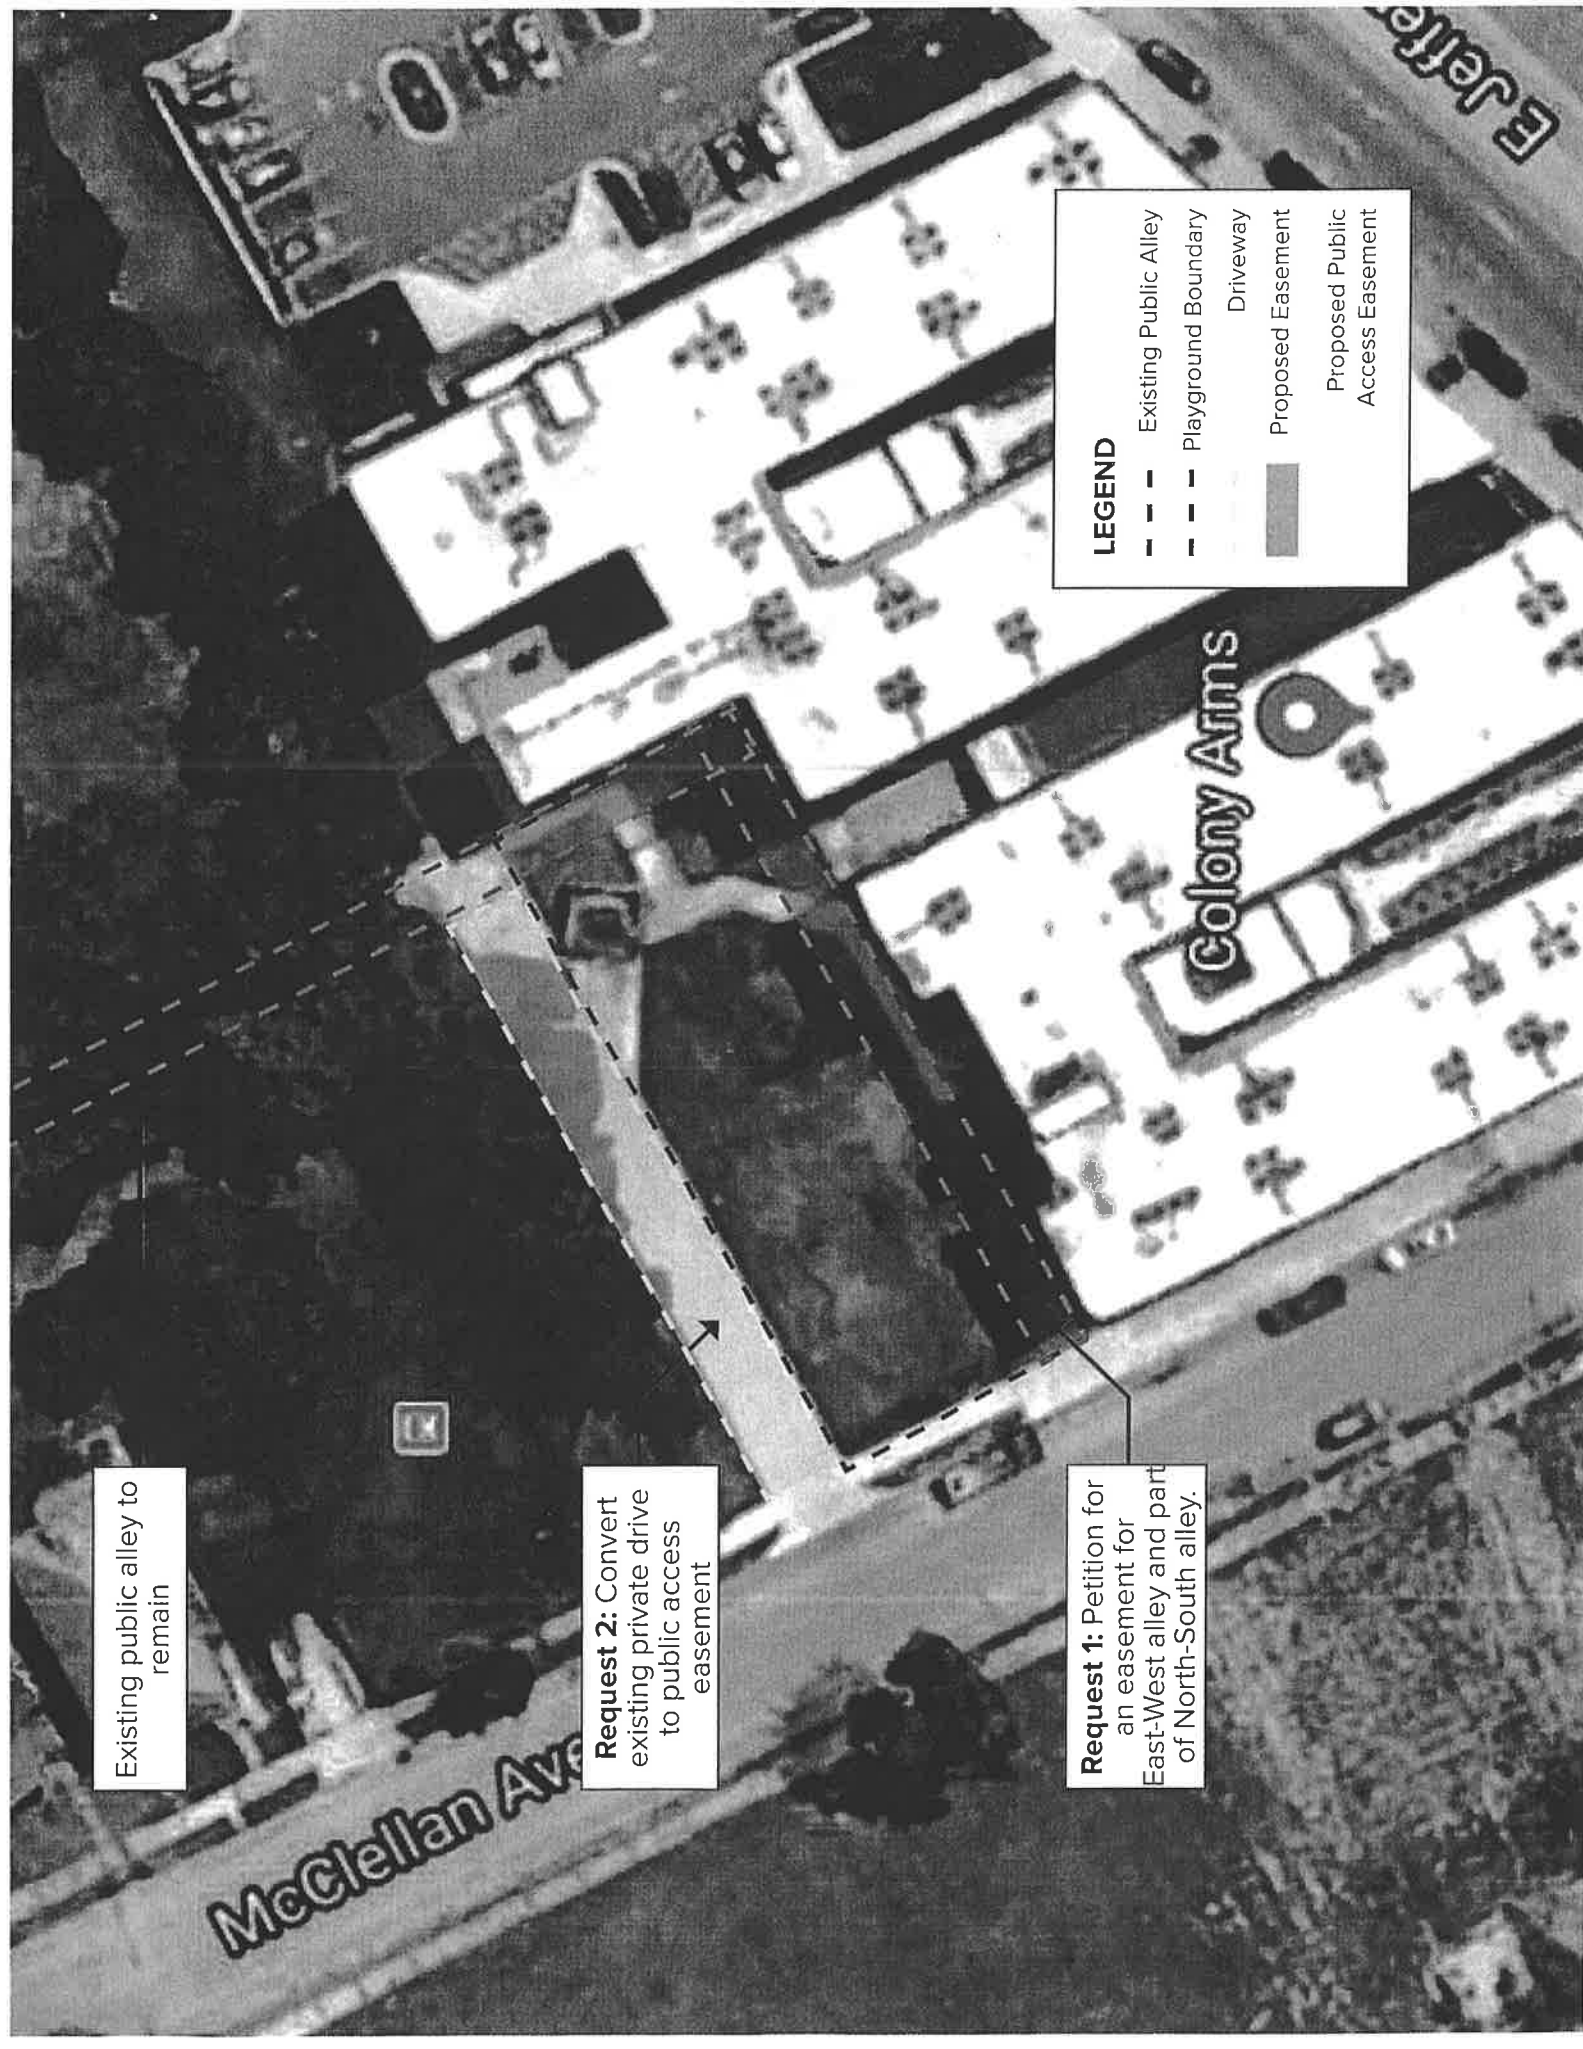 Existing public alley to
remain
McClellan Ave
Request 2: Convert
existing private drive
to public access
easement
Request 1: Petition for
an easement for
East-West alley and part
of North-South alley.
Colony Arms
LEGEND
Existing Public Alley
Playground Boundary
Driveway
Proposed Easement
Proposed Public
Access Easement
E Jeffe